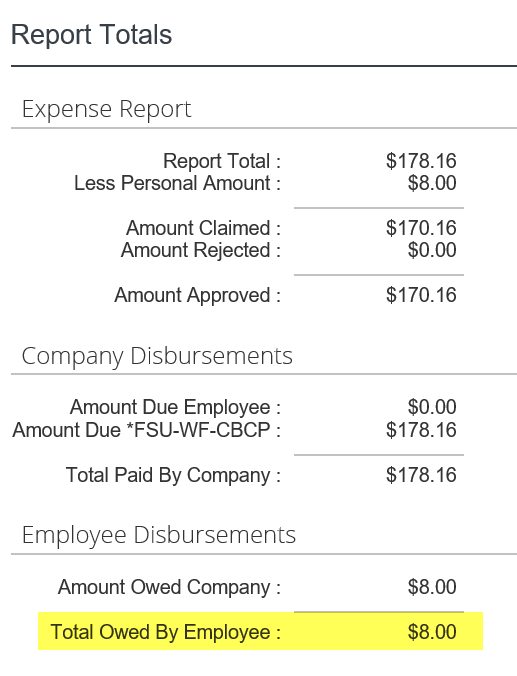 Report Totals
Expense Report
Report Total : $178.16
Less Personal Amount : $8.00
Amount Claimed : $170.16
Amount Rejected : $0.00
Amount Approved : $170.16
Company Disbursements
Amount Due Employee : $0.00
Amount Due *FSU-WF-CBCP : $178.16
Total Paid By Company : $178.16
Employee Disbursements
Amount Owed Company : $8.00
Total Owed By Employee : $8.00